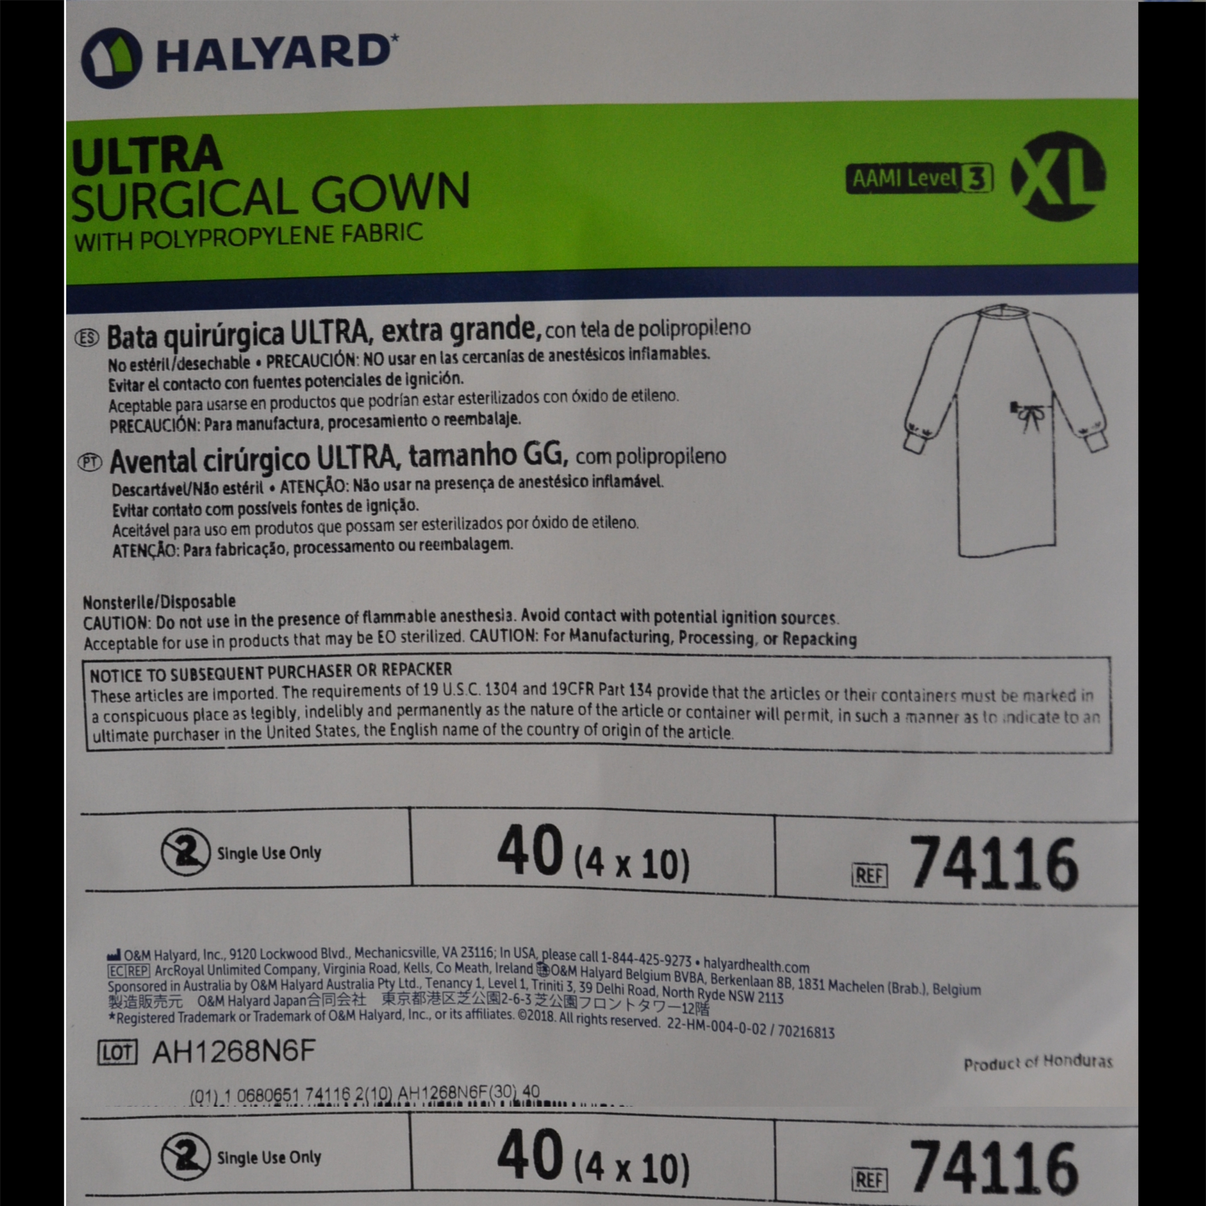 HALYARD*
ULTRA
SURGICAL GOWN
WITH POLYPROPYLENE FABRIC
AAMI Level 3
XL
ES Bata quirúrgica ULTRA, extra grande, con tela de polipropileno
No estéril/desechable • PRECAUCIÓN: NO usar en las cercanías de anestésicos inflamables.
Evitar el contacto con fuentes potenciales de ignición.
Aceptable para usarse en productos que podrían estar esterilizados con óxido de etileno.
PRECAUCIÓN: Para manufactura, procesamiento o reembalaje.
PT Avental cirúrgico ULTRA, tamanho GG, com polipropileno
Descartável/Não estéril • ATENÇÃO: Não usar na presença de anestésico inflamável.
Evitar contato com possíveis fontes de ignição.
Aceitável para uso em produtos que possam ser esterilizados por óxido de etileno.
ATENÇÃO: Para fabricação, processamento ou reembalagem.
Nonsterile/Disposable
CAUTION: Do not use in the presence of flammable anesthesia. Avoid contact with potential ignition sources.
Acceptable for use in products that may be EO sterilized. CAUTION: For Manufacturing, Processing, or Repacking
NOTICE TO SUBSEQUENT PURCHASER OR REPACKER
These articles are imported. The requirements of 19 U.S.C. 1304 and 19CFR Part 134 provide that the articles or their containers must be marked in
a conspicuous place as legibly, indelibly and permanently as the nature of the article or container will permit, in such a manner as to indicate to an
ultimate purchaser in the United States, the English name of the country of origin of the article.
2 Single Use Only
40 (4 x 10)
REF 74116
O&M Halyard, Inc., 9120 Lockwood Blvd., Mechanicsville, VA 23116; In USA, please call 1-844-425-9273 • halyardhealth.com
EC REP ArcRoyal Unlimited Company, Virginia Road, Kells, Co Meath, Ireland O&M Halyard Belgium BVBA, Berkenlaan 8B, 1831 Machelen (Brab.), Belgium
Sponsored in Australia by O&M Halyard Australia Pty Ltd., Tenancy 1, Level 1, Triniti 3, 39 Delhi Road, North Ryde NSW 2113
製造販売元 O&M Halyard Japan合同会社 東京都港区芝公園2-6-3 芝公園フロントタワー12階
*Registered Trademark or Trademark of O&M Halyard, Inc., or its affiliates. ©2018. All rights reserved. 22-HM-004-0-02 / 70216813
LOT AH1268N6F
Product of Honduras
(01) 1 0680651 74116 2(10) AH1268N6F(30) 40
2 Single Use Only
40 (4 x 10)
REF 74116